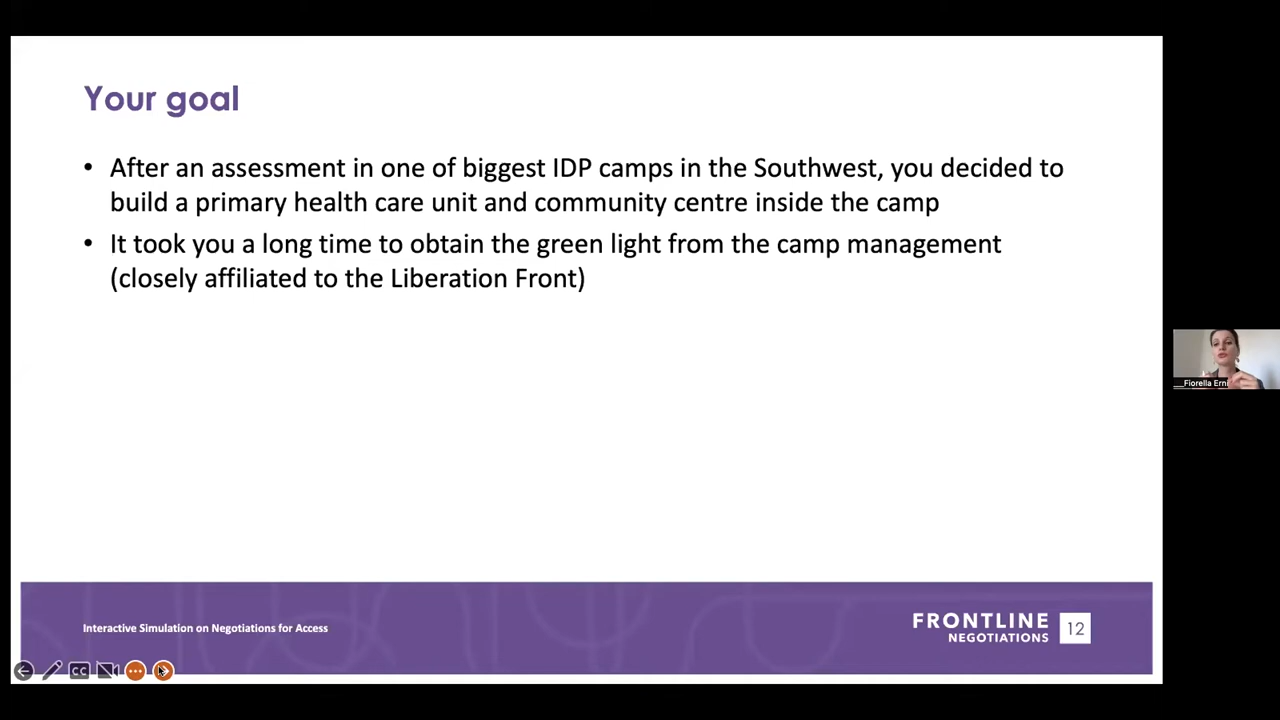 Your goal
• After an assessment in one of biggest IDP camps in the Southwest, you decided to
build a primary health care unit and community centre inside the camp
• It took you a long time to obtain the green light from the camp management
(closely affiliated to the Liberation Front)
Fiorella Erni
Interactive Simulation on Negotiations for Access
FRONTLINE
NEGOTIATIONS
12
CC